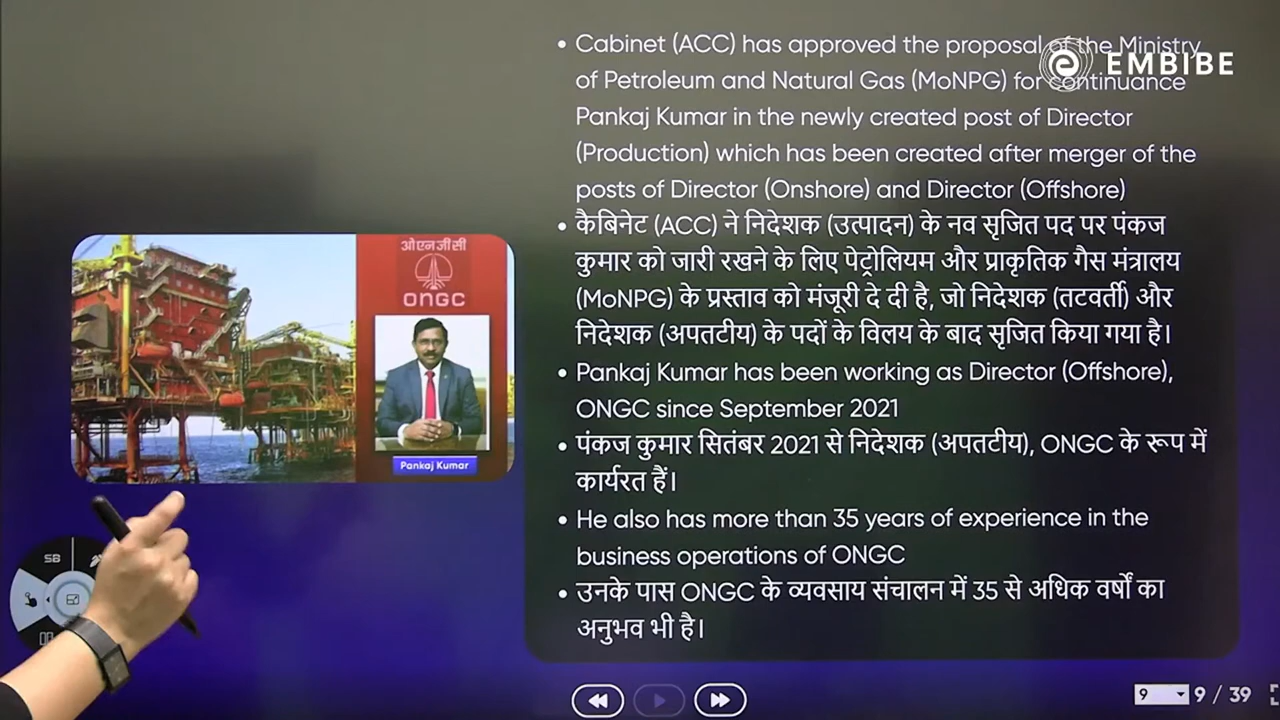 EMBIBE
• Cabinet (ACC) has approved the proposal of the Ministry
of Petroleum and Natural Gas (MoNPG) for continuance
Pankaj Kumar in the newly created post of Director
(Production) which has been created after merger of the
posts of Director (Onshore) and Director (Offshore)
• कैबिनेट (ACC) ने निदेशक (उत्पादन) के नव सृजित पद पर पंकज
कुमार को जारी रखने के लिए पेट्रोलियम और प्राकृतिक गैस मंत्रालय
(MoNPG) के प्रस्ताव को मंजूरी दे दी है, जो निदेशक (तटवर्ती) और
निदेशक (अपतटीय) के पदों के विलय के बाद सृजित किया गया है।
• Pankaj Kumar has been working as Director (Offshore),
ONGC since September 2021
• पंकज कुमार सितंबर 2021 से निदेशक (अपतटीय), ONGC के रूप में
कार्यरत हैं।
• He also has more than 35 years of experience in the
business operations of ONGC
• उनके पास ONGC के व्यवसाय संचालन में 35 से अधिक वर्षों का
अनुभव भी है।
ओएनजीसी
ONGC
Pankaj Kumar
SB
9 9 / 39